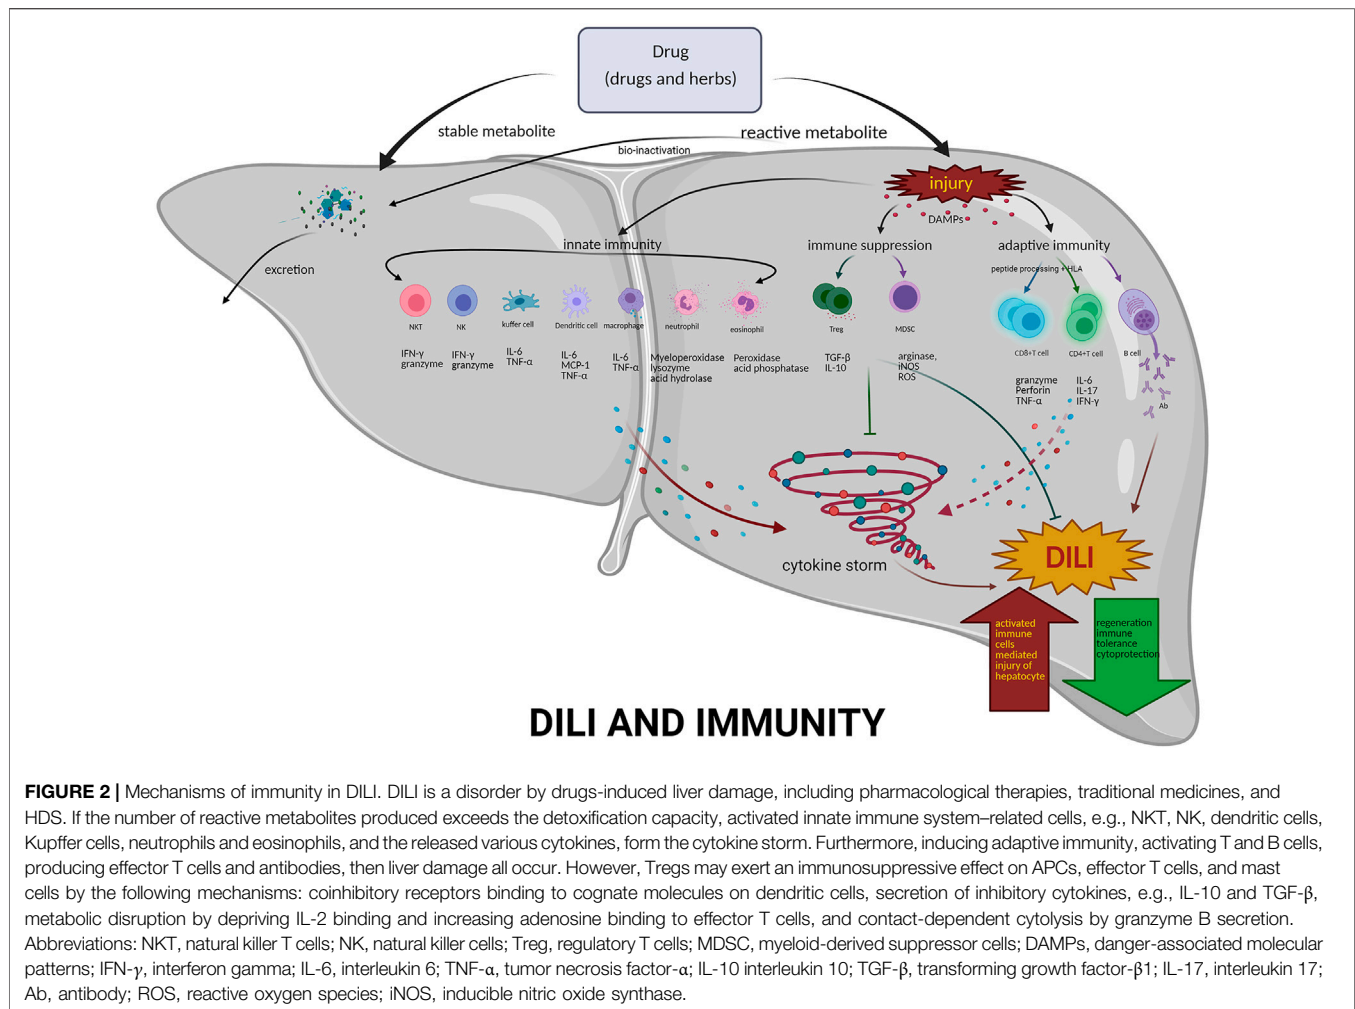 Drug
(drugs and herbs)
stable metabolite
reactive metabolite
bio-inactivation
injury
DAMPs
innate immunity
immune suppression
adaptive immunity
excretion
peptide processing + HLA
NKT
NK
kuffer cell
Dendritic cell
macrophage
neutrophil
eosinophil
Treg
MDSC
CD8+T cell
CD4+T cell
B cell
IFN-γ
granzyme
IFN-γ
granzyme
IL-6
TNF-α
IL-6
MCP-1
TNF-α
IL-6
TNF-α
Myeloperoxidase
lysozyme
acid hydrolase
Peroxidase
acid phosphatase
TGF-β
IL-10
arginase,
iNOS
ROS
granzyme
Perforin
TNF-α
IL-6
IL-17
IFN-γ
Ab
cytokine storm
DILI
activated
immune
cells
mediated
injury of
hepatocyte
regeneration
immune
tolerance
cytoprotection
DILI AND IMMUNITY
FIGURE 2 | Mechanisms of immunity in DILI. DILI is a disorder by drugs-induced liver damage, including pharmacological therapies, traditional medicines, and
HDS. If the number of reactive metabolites produced exceeds the detoxification capacity, activated innate immune system–related cells, e.g., NKT, NK, dendritic cells,
Kupffer cells, neutrophils and eosinophils, and the released various cytokines, form the cytokine storm. Furthermore, inducing adaptive immunity, activating T and B cells,
producing effector T cells and antibodies, then liver damage all occur. However, Tregs may exert an immunosuppressive effect on APCs, effector T cells, and mast
cells by the following mechanisms: coinhibitory receptors binding to cognate molecules on dendritic cells, secretion of inhibitory cytokines, e.g., IL-10 and TGF-β,
metabolic disruption by depriving IL-2 binding and increasing adenosine binding to effector T cells, and contact-dependent cytolysis by granzyme B secretion.
Abbreviations: NKT, natural killer T cells; NK, natural killer cells; Treg, regulatory T cells; MDSC, myeloid-derived suppressor cells; DAMPs, danger-associated molecular
patterns; IFN-γ, interferon gamma; IL-6, interleukin 6; TNF-α, tumor necrosis factor-α; IL-10 interleukin 10; TGF-β, transforming growth factor-β1; IL-17, interleukin 17;
Ab, antibody; ROS, reactive oxygen species; iNOS, inducible nitric oxide synthase.